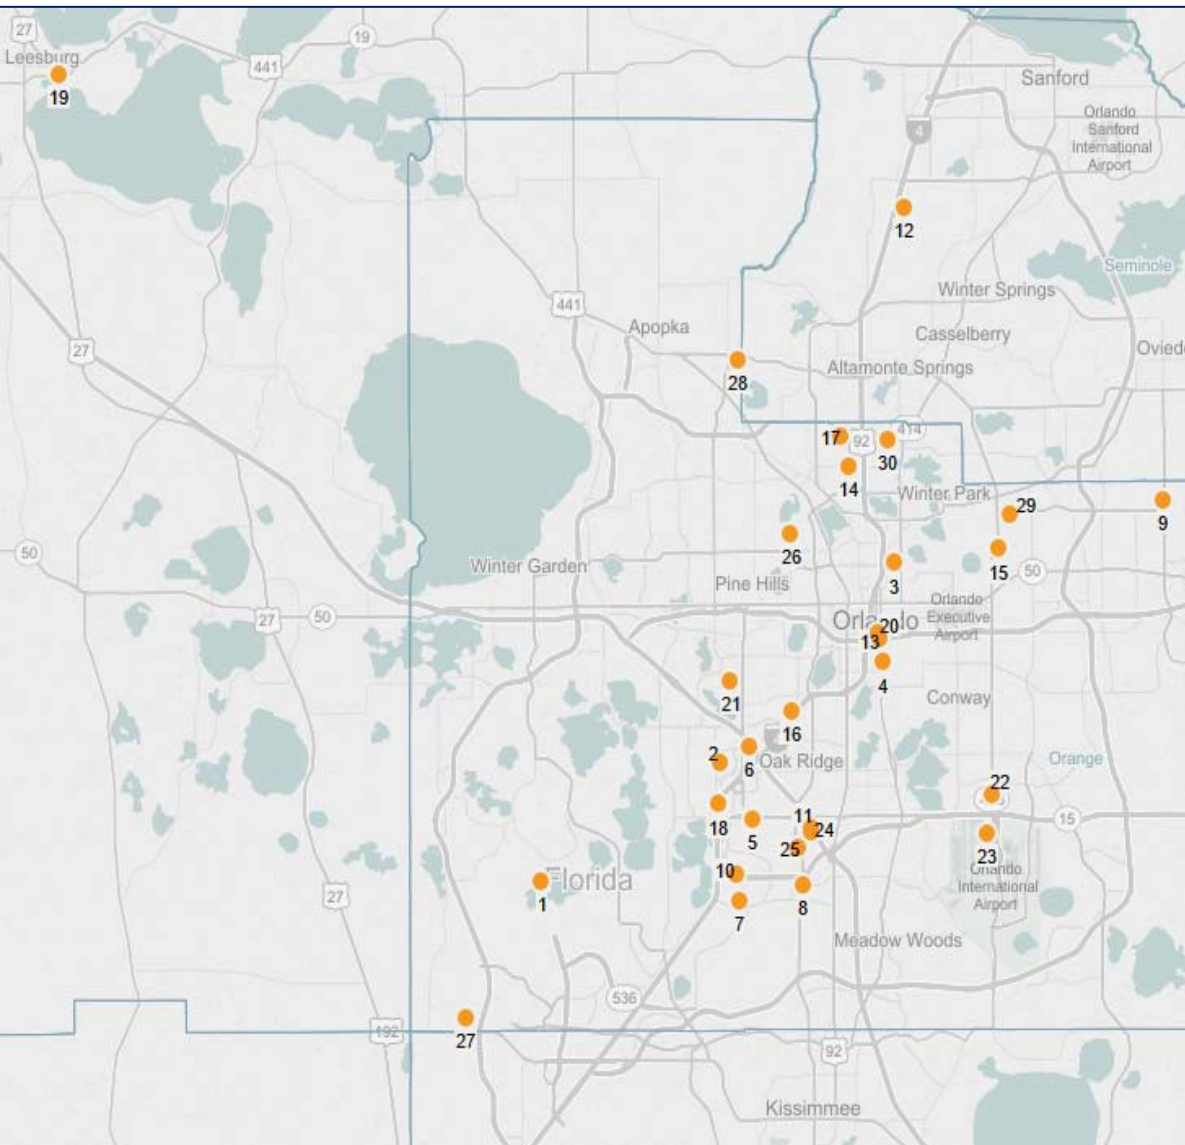 27
19
Leesburg
441
19
Sanford
Orlando
Sanford
International
Airport
4
12
Seminole
Winter Springs
441
Apopka
Casselberry
27
Oviedo
28
Altamonte Springs
17
92
414
30
14
Winter Park
29
9
26
50
Winter Garden
3
15
50
Pine Hills
27
50
Orlando
20
Orlando
Executive
Airport
13
4
21
Conway
16
2
6
Oak Ridge
Orange
22
18
5
11
24
15
25
23
10
Orlando
International
Airport
1
Florida
27
7
8
Meadow Woods
536
27
192
92
Kissimmee